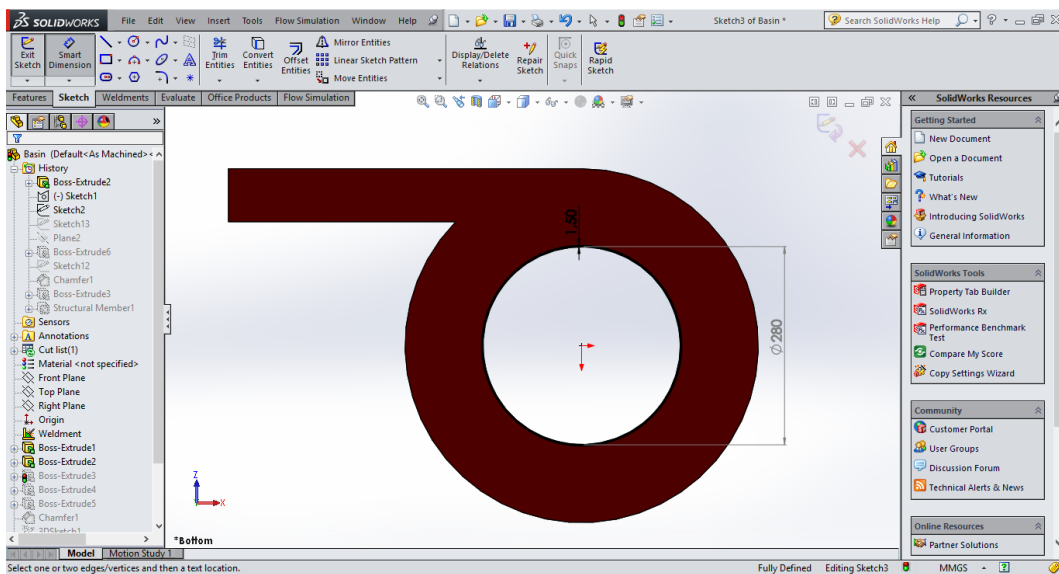 SOLIDWORKS File Edit View Insert Tools Flow Simulation Window Help Sketch3 of Basin * Search SolidWorks Help
Exit Sketch
Smart Dimension
Trim Entities
Convert Entities
Offset Entities
Mirror Entities
Linear Sketch Pattern
Move Entities
Display/Delete Relations
Repair Sketch
Quick Snaps
Rapid Sketch
Features Sketch Weldments Evaluate Office Products Flow Simulation
Basin (Default<As Machined><
History
Boss-Extrude2
(-) Sketch1
Sketch2
Sketch13
Plane2
Boss-Extrude6
Sketch12
Chamfer1
Boss-Extrude3
Structural Member1
Sensors
Annotations
Cut list(1)
Material <not specified>
Front Plane
Top Plane
Right Plane
Origin
Weldment
Boss-Extrude1
Boss-Extrude2
Boss-Extrude3
Boss-Extrude4
Boss-Extrude5
Chamfer1
3DSketch1
1,50
Ø280
Z
X
*Bottom
SolidWorks Resources
Getting Started
New Document
Open a Document
Tutorials
What's New
Introducing SolidWorks
General Information
SolidWorks Tools
Property Tab Builder
SolidWorks Rx
Performance Benchmark
Test
Compare My Score
Copy Settings Wizard
Community
Customer Portal
User Groups
Discussion Forum
Technical Alerts & News
Online Resources
Partner Solutions
Model Motion Study 1
Select one or two edges/vertices and then a text location. Fully Defined Editing Sketch3 MMGS